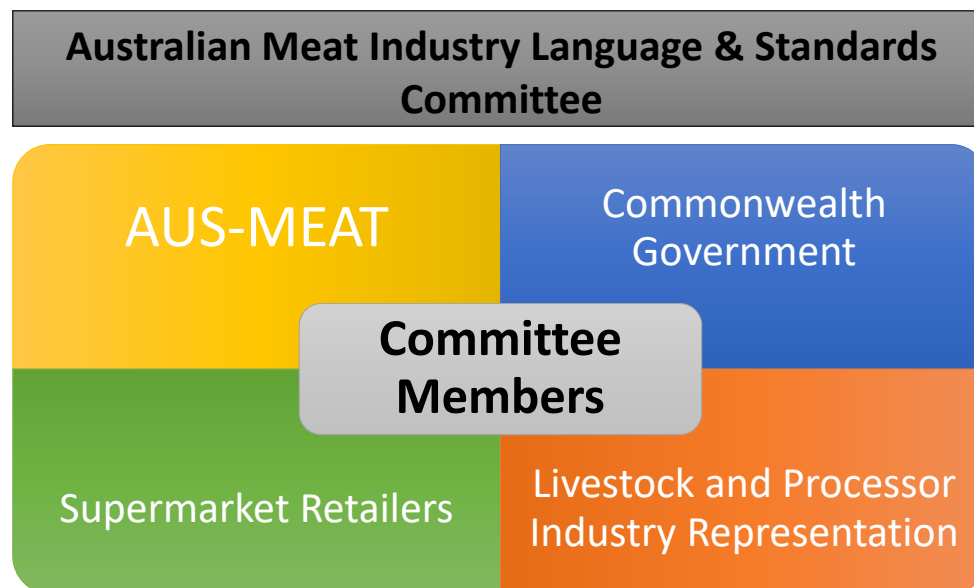 Australian Meat Industry Language & Standards
Committee
AUS-MEAT
Commonwealth
Government
Committee
Members
Supermarket Retailers
Livestock and Processor
Industry Representation